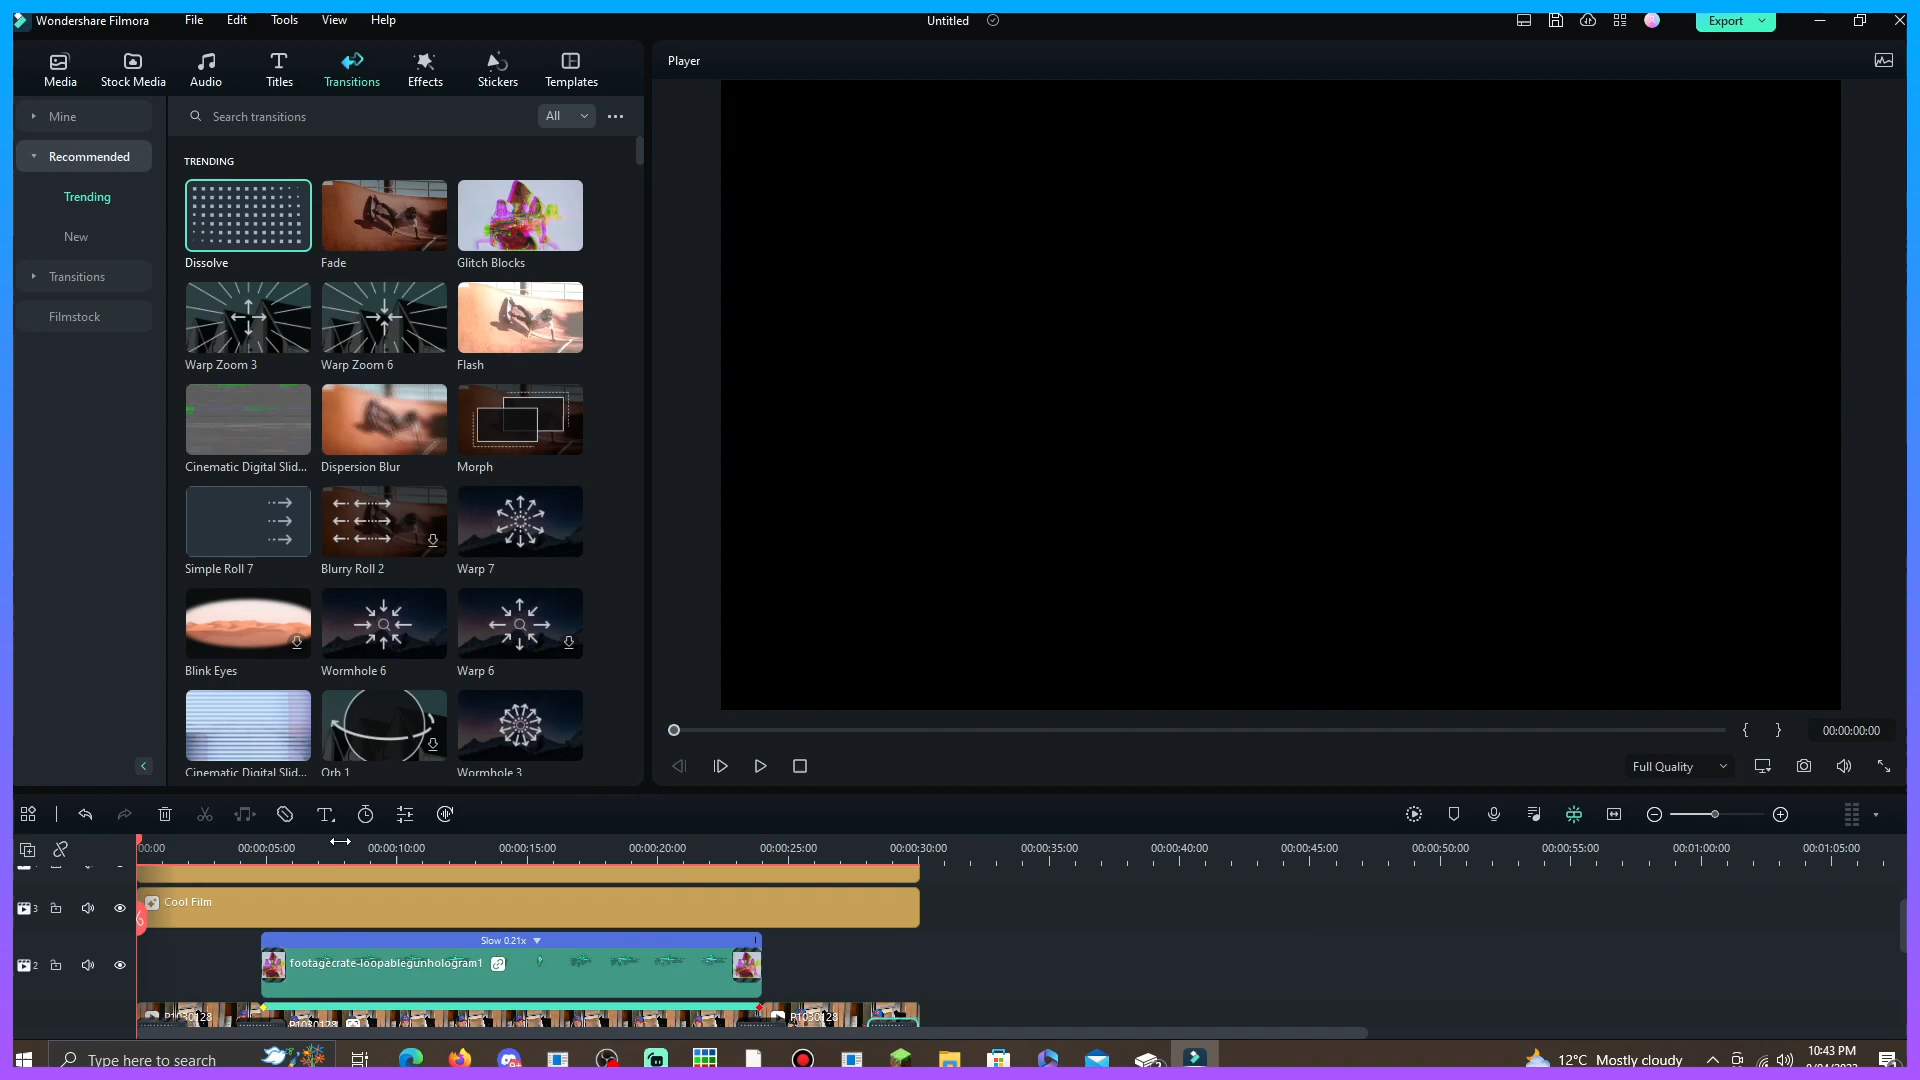 Wondershare Filmora
File
Edit
Tools
View
Help
Untitled
Export
Media
Stock Media
Audio
Titles
Transitions
Effects
Stickers
Templates
Player
Mine
Recommended
Trending
New
Transitions
Filmstock
Search transitions
All
TRENDING
Dissolve
Fade
Glitch Blocks
Warp Zoom 3
Warp Zoom 6
Flash
Cinematic Digital Slid...
Dispersion Blur
Morph
Simple Roll 7
Blurry Roll 2
Warp 7
Blink Eyes
Wormhole 6
Warp 6
Cinematic Digital Slid...
Orb 1
Wormhole 3
00:00:00:00
Full Quality
00:00
00:00:05:00
00:00:10:00
00:00:15:00
00:00:20:00
00:00:25:00
00:00:30:00
00:00:35:00
00:00:40:00
00:00:45:00
00:00:50:00
00:00:55:00
00:01:00:00
00:01:05:00
3
Cool Film
Slow 0.21x
2
footagecrate-loopablegunhologram1
P1030128
P1030128
P1030128
Type here to search
12°C Mostly cloudy
10:43 PM